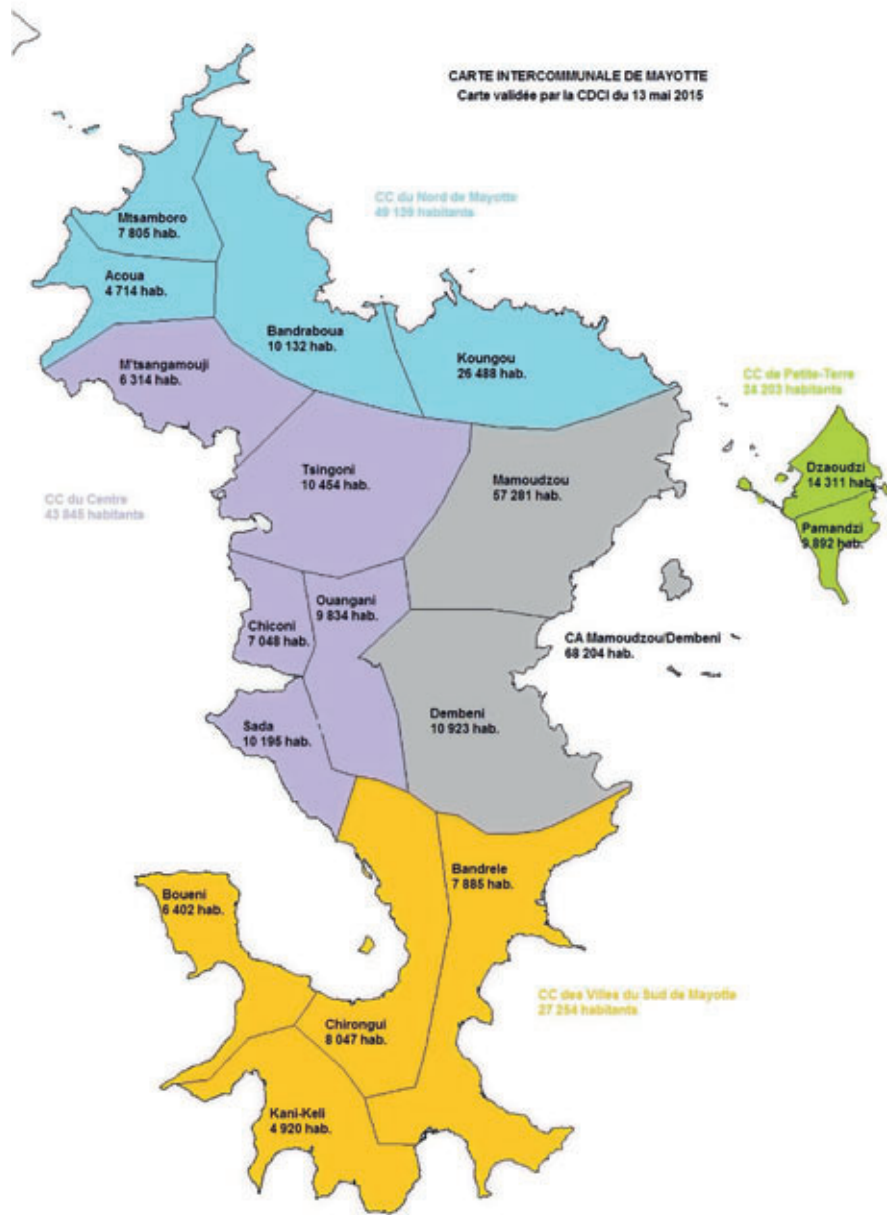 CARTE INTERCOMMUNALE DE MAYOTTE
Carte validée par la CDCI du 13 mai 2015
CC du Nord de Mayotte
49 139 habitants
Mtsamboro
7 805 hab.
Acoua
4 714 hab.
Bandraboua
10 132 hab.
Koungou
26 488 hab.
M'tsangamouji
6 314 hab.
CC de Petite-Terre
24 203 habitants
Dzaoudzi
14 311 hab.
Pamandzi
9 892 hab.
Tsingoni
10 454 hab.
Mamoudzou
57 281 hab.
CC du Centre
43 845 habitants
Ouangani
9 834 hab.
Chiconi
7 048 hab.
CA Mamoudzou/Dembeni
68 204 hab.
Sada
10 195 hab.
Dembeni
10 923 hab.
Bandrele
7 885 hab.
Boueni
6 402 hab.
CC des Villes du Sud de Mayotte
27 254 habitants
Chirongui
8 047 hab.
Kani-Keli
4 920 hab.